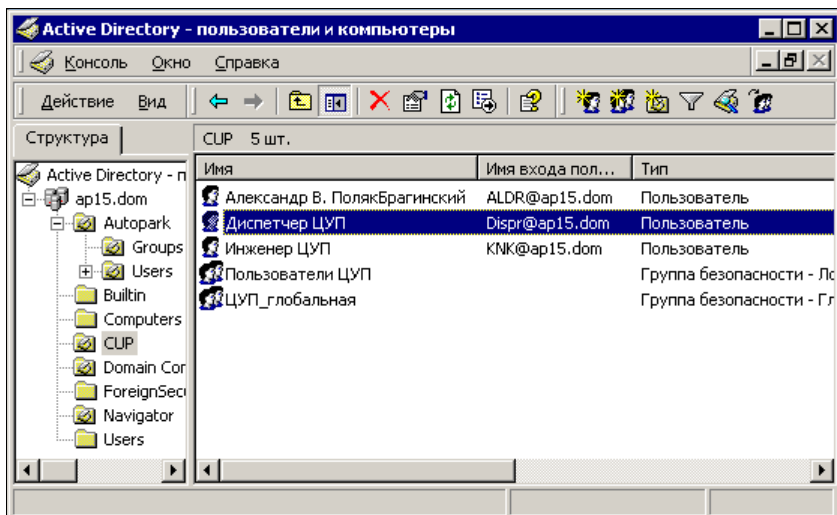 Active Directory - пользователи и компьютеры
Консоль Окно Справка
Действие Вид
Структура CUP 5 шт.
Active Directory - п
ap15.dom
Autopark
Groups
Users
Builtin
Computers
CUP
Domain Cor
ForeignSec
Navigator
Users
Имя Имя входа пол... Тип
Александр В. ПолякБрагинский ALDR@ap15.dom Пользователь
Диспетчер ЦУП Dispr@ap15.dom Пользователь
Инженер ЦУП KNK@ap15.dom Пользователь
Пользователи ЦУП Группа безопасности - Ло
ЦУП_глобальная Группа безопасности - Гл